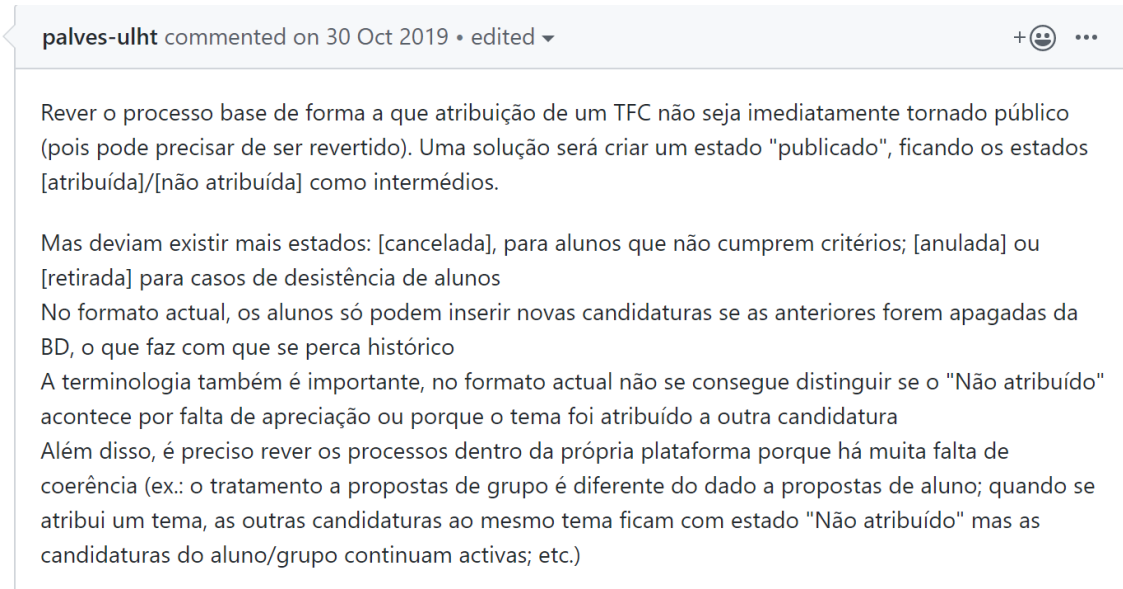 palves-ulht commented on 30 Oct 2019 • edited
Rever o processo base de forma a que atribuição de um TFC não seja imediatamente tornado público
(pois pode precisar de ser revertido). Uma solução será criar um estado "publicado", ficando os estados
[atribuída]/[não atribuída] como intermédios.
Mas deviam existir mais estados: [cancelada], para alunos que não cumprem critérios; [anulada] ou
[retirada] para casos de desistência de alunos
No formato actual, os alunos só podem inserir novas candidaturas se as anteriores forem apagadas da
BD, o que faz com que se perca histórico
A terminologia também é importante, no formato actual não se consegue distinguir se o "Não atribuído"
acontece por falta de apreciação ou porque o tema foi atribuído a outra candidatura
Além disso, é preciso rever os processos dentro da própria plataforma porque há muita falta de
coerência (ex.: o tratamento a propostas de grupo é diferente do dado a propostas de aluno; quando se
atribui um tema, as outras candidaturas ao mesmo tema ficam com estado "Não atribuído" mas as
candidaturas do aluno/grupo continuam activas; etc.)